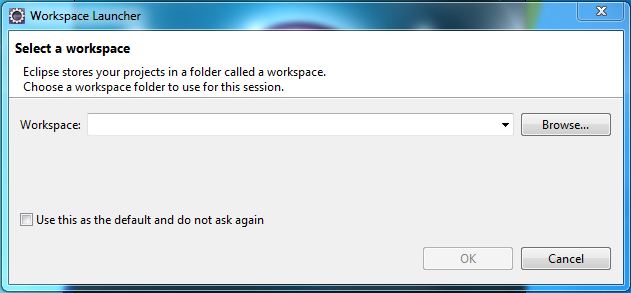 Workspace Launcher
Select a workspace
Eclipse stores your projects in a folder called a workspace.
Choose a workspace folder to use for this session.
Workspace:
Browse...
Use this as the default and do not ask again
OK
Cancel